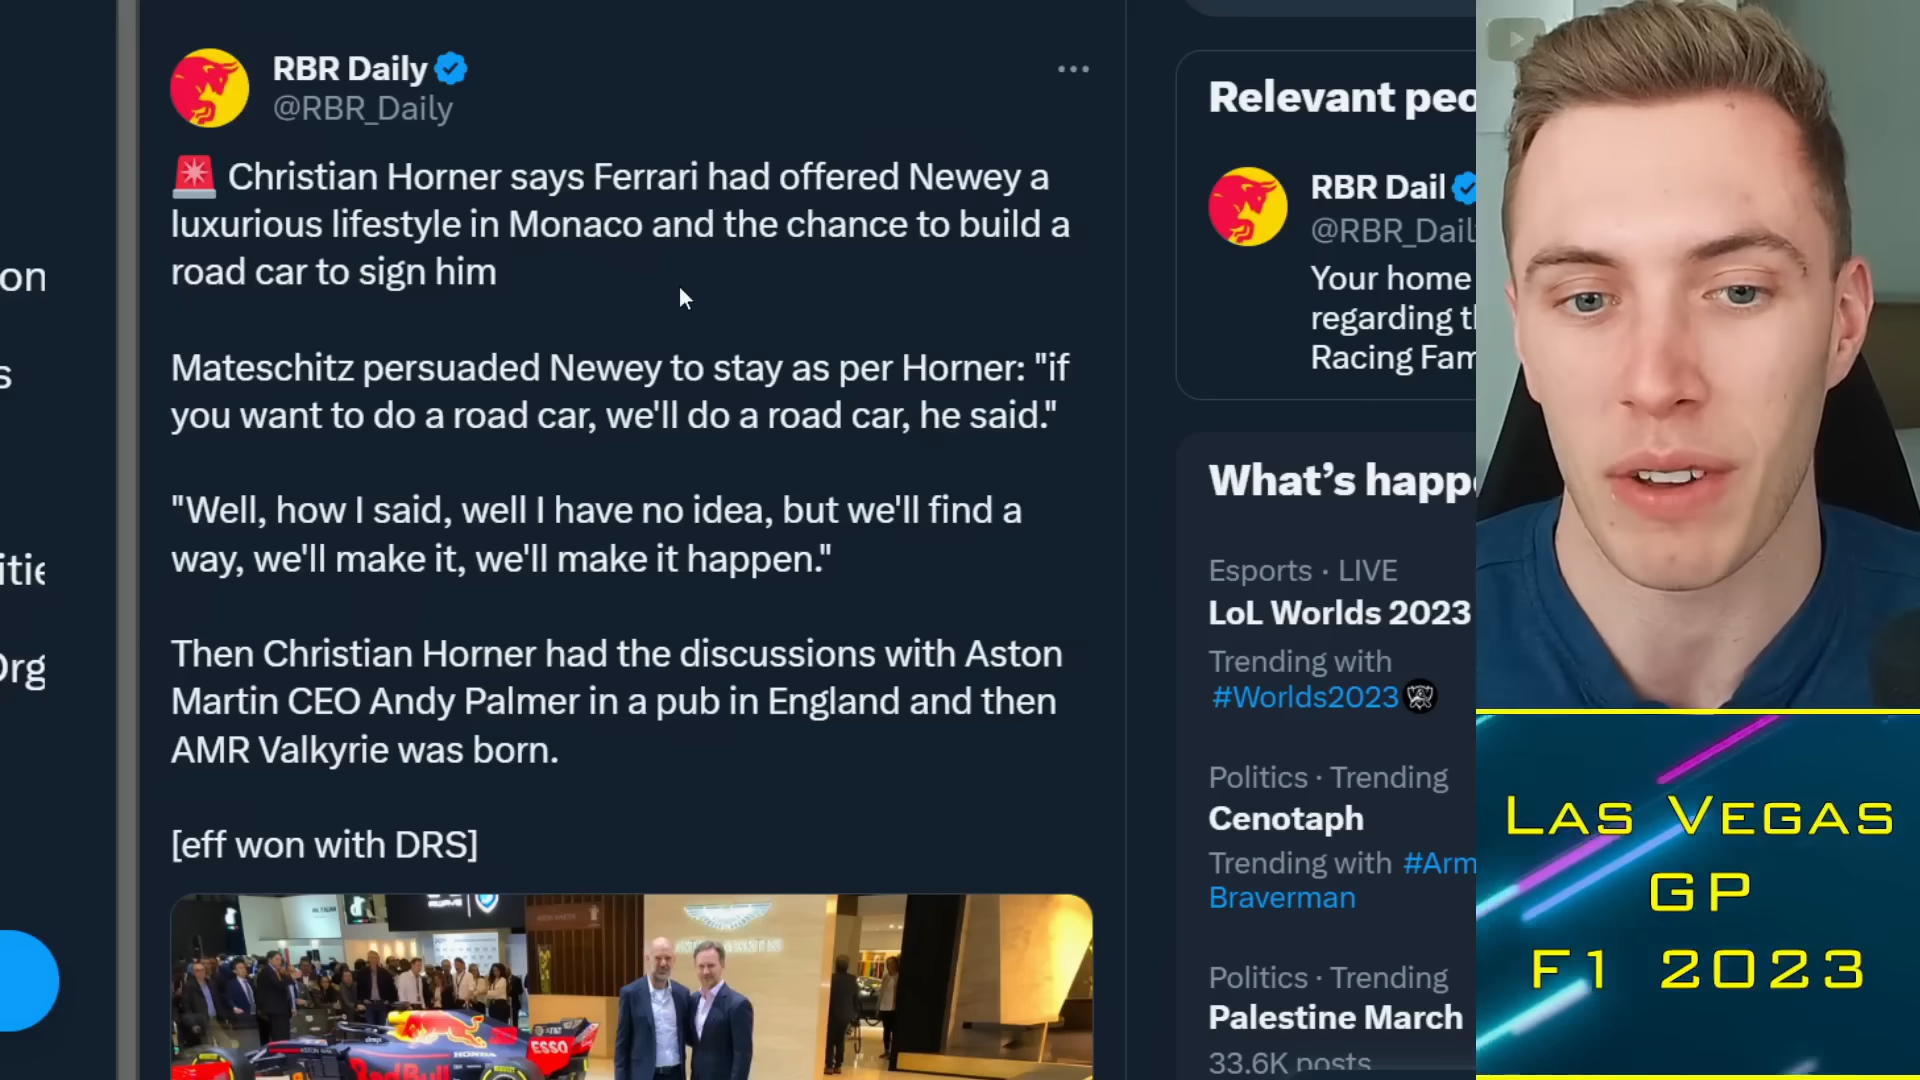 on
s
itie
Org
RBR Daily
@RBR_Daily
Christian Horner says Ferrari had offered Newey a
luxurious lifestyle in Monaco and the chance to build a
road car to sign him
Mateschitz persuaded Newey to stay as per Horner: "if
you want to do a road car, we'll do a road car, he said."
"Well, how I said, well I have no idea, but we'll find a
way, we'll make it, we'll make it happen."
Then Christian Horner had the discussions with Aston
Martin CEO Andy Palmer in a pub in England and then
AMR Valkyrie was born.
[eff won with DRS]
ESSO
HONDA
RedBull
Relevant peo
RBR Dail
@RBR_Dail
Your home
regarding t
Racing Fam
What's happ
Esports · LIVE
LoL Worlds 2023
Trending with
#Worlds2023
Politics · Trending
Cenotaph
Trending with #Arm
Braverman
Politics · Trending
Palestine March
33.6K posts
LAS VEGAS
GP
F1 2023